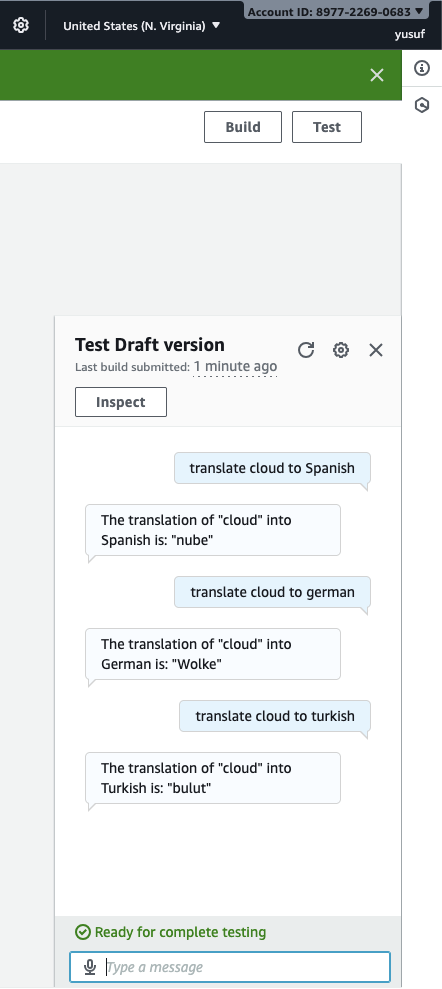 Account ID: 8977-2269-0683
United States (N. Virginia)
yusuf
Build
Test
Test Draft version
Last build submitted: 1 minute ago
Inspect
translate cloud to Spanish
The translation of "cloud" into
Spanish is: "nube"
translate cloud to german
The translation of "cloud" into
German is: "Wolke"
translate cloud to turkish
The translation of "cloud" into
Turkish is: "bulut"
Ready for complete testing
Type a message